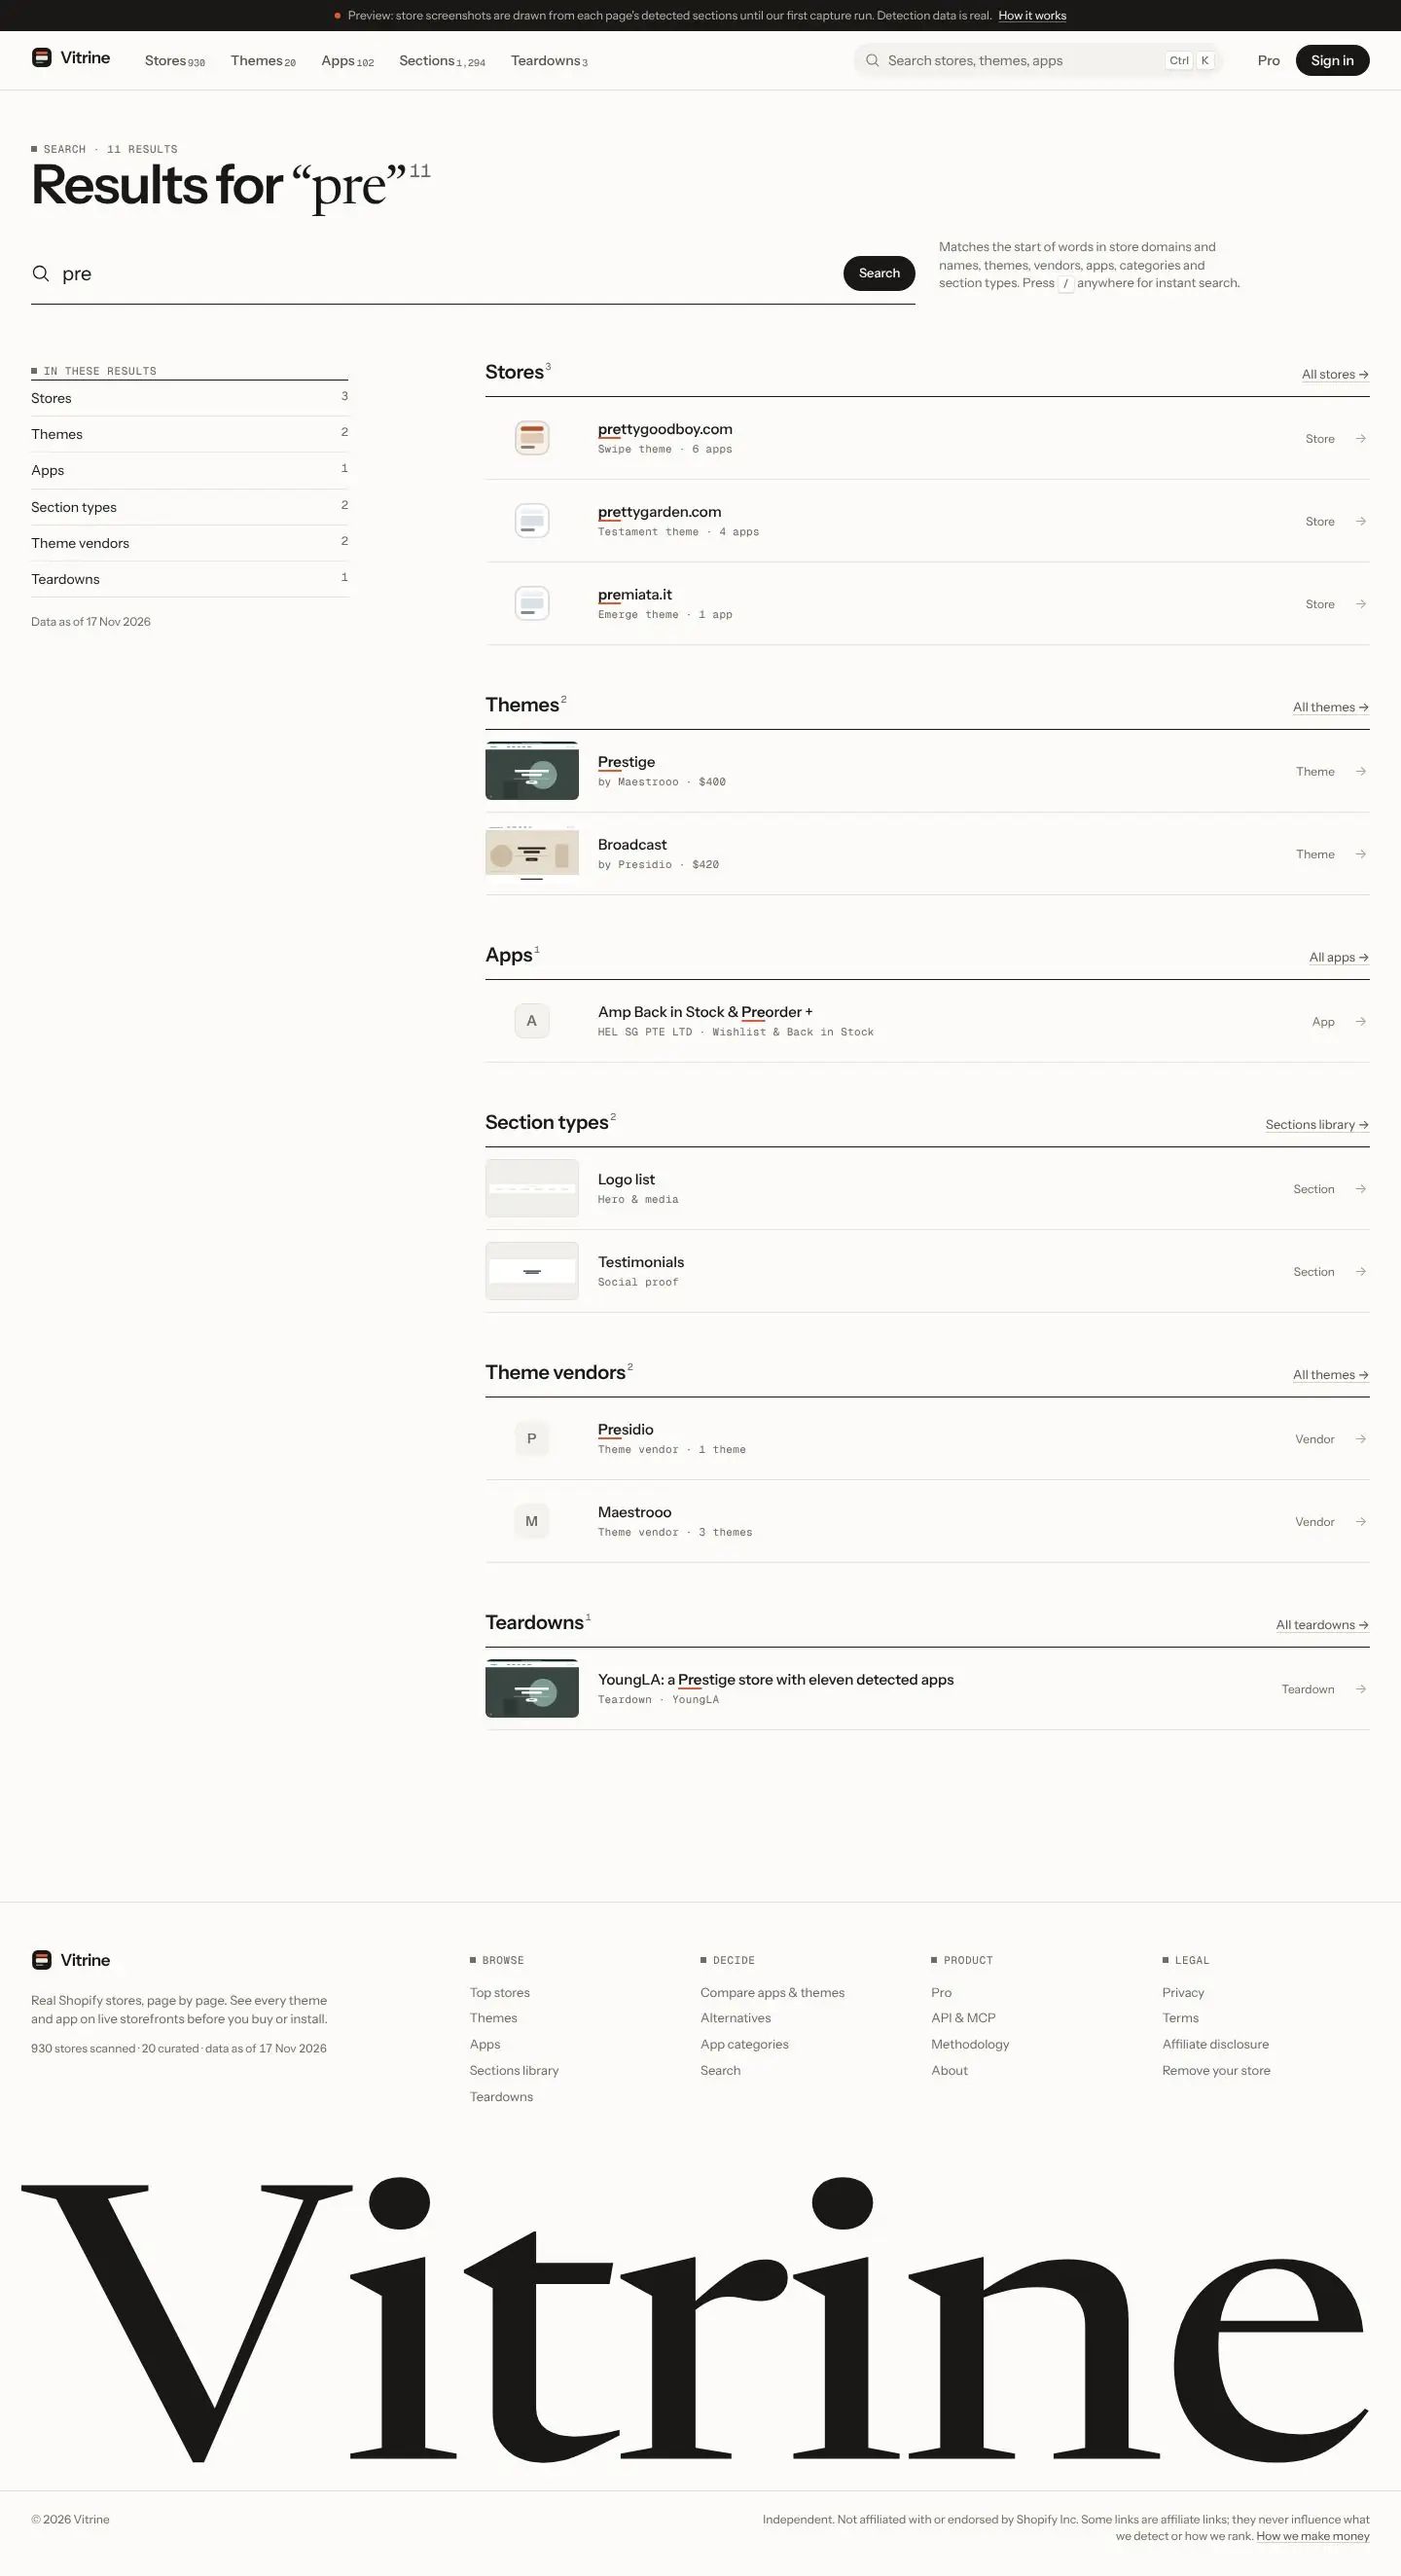 Preview: store screenshots are drawn from each page's detected sections until our first capture run. Detection data is real. How it works
Vitrine
Stores 930
Themes 20
Apps 102
Sections 1,294
Teardowns 3
Search stores, themes, apps
Ctrl K
Pro
Sign in
SEARCH · 11 RESULTS
Results for “pre” 11
pre
Search
Matches the start of words in store domains and
names, themes, vendors, apps, categories and
section types. Press / anywhere for instant search.
IN THESE RESULTS
Stores 3
Themes 2
Apps 1
Section types 2
Theme vendors 2
Teardowns 1
Data as of 17 Nov 2026
Stores 3
All stores →
prettygoodboy.com
Swipe theme · 6 apps
Store →
prettygarden.com
Testament theme · 4 apps
Store →
premiata.it
Emerge theme · 1 app
Store →
Themes 2
All themes →
Prestige
by Maestrooo · $400
Theme →
Broadcast
by Presidio · $420
Theme →
Apps 1
All apps →
A
Amp Back in Stock & Preorder +
HEL SG PTE LTD · Wishlist & Back in Stock
App →
Section types 2
Sections library →
Logo list
Hero & media
Section →
Testimonials
Social proof
Section →
Theme vendors 2
All themes →
P
Presidio
Theme vendor · 1 theme
Vendor →
M
Maestrooo
Theme vendor · 3 themes
Vendor →
Teardowns 1
All teardowns →
YoungLA: a Prestige store with eleven detected apps
Teardown · YoungLA
Teardown →
Vitrine
Real Shopify stores, page by page. See every theme
and app on live storefronts before you buy or install.
930 stores scanned · 20 curated · data as of 17 Nov 2026
BROWSE
Top stores
Themes
Apps
Sections library
Teardowns
DECIDE
Compare apps & themes
Alternatives
App categories
Search
PRODUCT
Pro
API & MCP
Methodology
About
LEGAL
Privacy
Terms
Affiliate disclosure
Remove your store
Vitrine
© 2026 Vitrine
Independent. Not affiliated with or endorsed by Shopify Inc. Some links are affiliate links; they never influence what
we detect or how we rank. How we make money